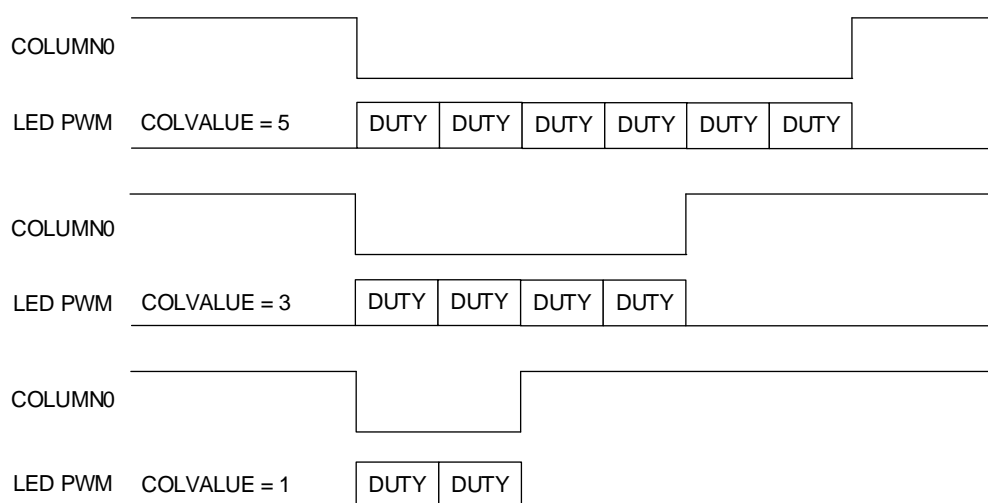 COLUMN0
LED PWM COLVALUE = 5 DUTY DUTY DUTY DUTY DUTY DUTY
COLUMN0
LED PWM COLVALUE = 3 DUTY DUTY DUTY DUTY
COLUMN0
LED PWM COLVALUE = 1 DUTY DUTY